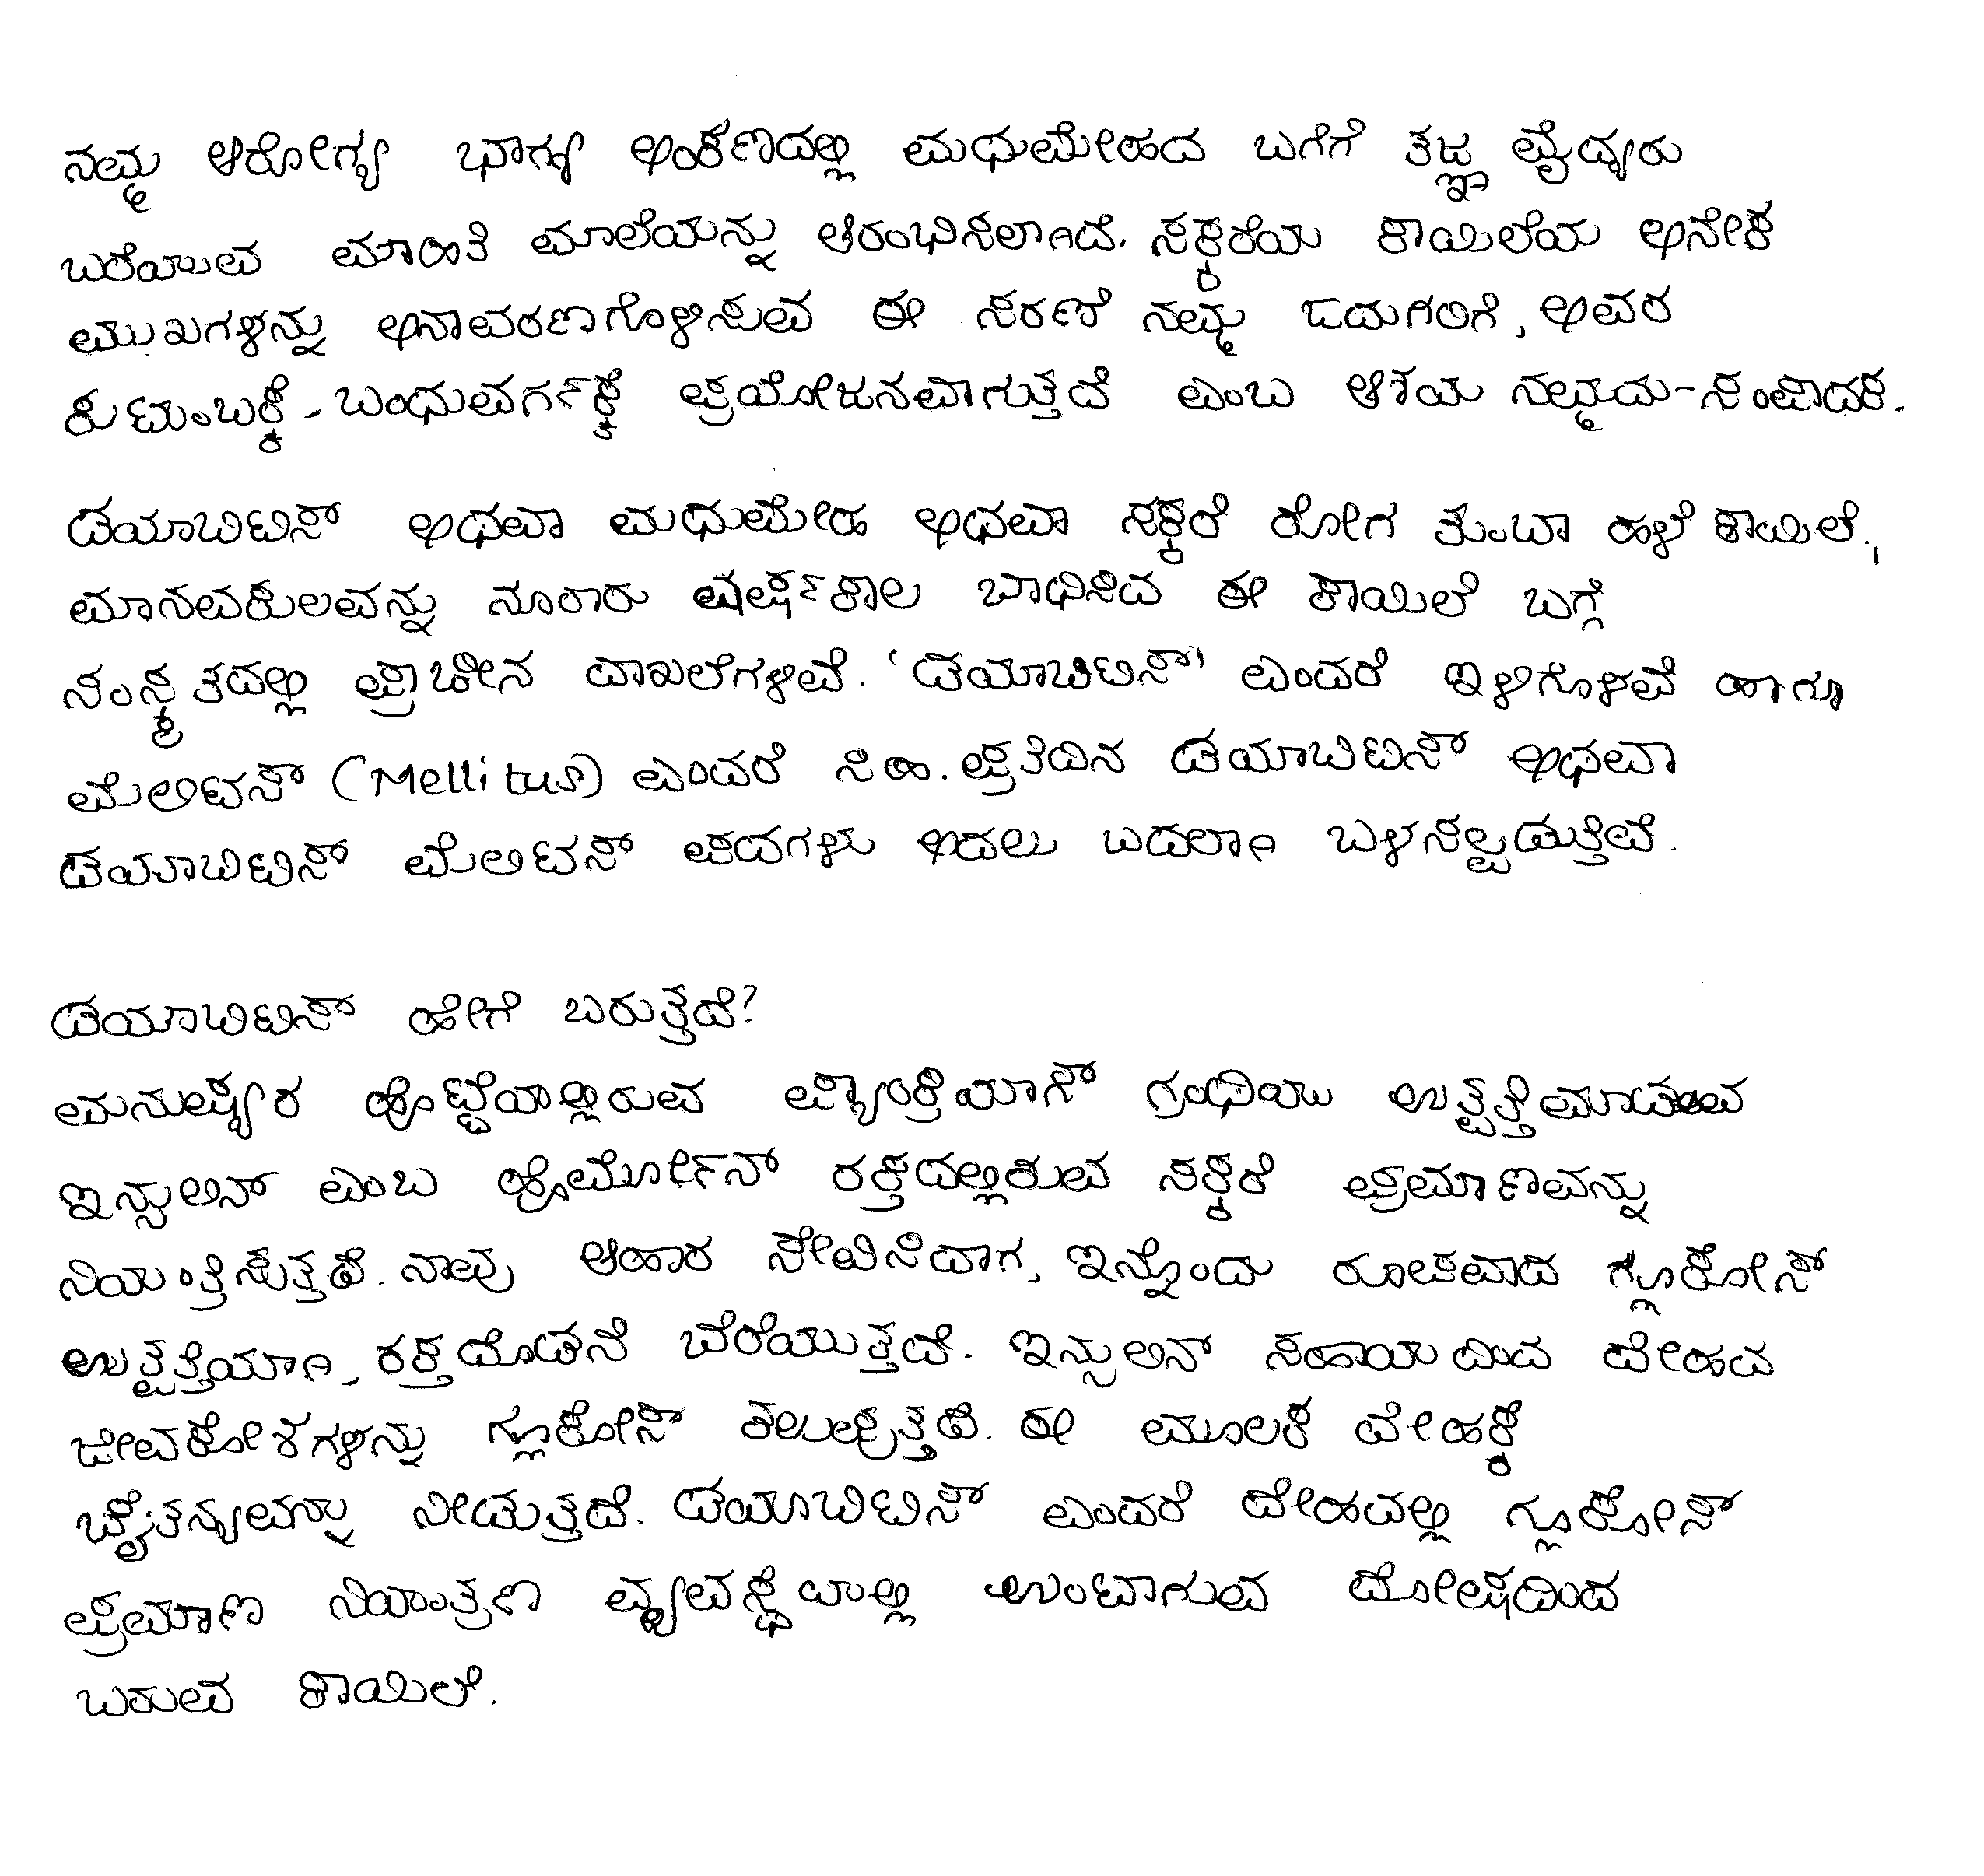 ನಮ್ಮ ಆರೋಗ್ಯ ಭಾಗ್ಯ ಅಂಕಣದಲ್ಲಿ ಮಧುಮೇಹದ ಬಗೆಗೆ ತಜ್ಞ ವೈದ್ಯರು
ಬರೆಯುವ ಮಾಹಿತಿ ಮಾಲೆಯನ್ನು ಆರಂಭಿಸಲಾಗಿದೆ. ಸಕ್ಕರೆಯ ಕಾಯಿಲೆಯ ಅನೇಕ
ಮುಖಗಳನ್ನು ಅನಾವರಣಗೊಳಿಸುವ ಈ ಸರಣಿ ನಮ್ಮ ಓದುಗರಿಗೆ, ಅವರ
ಕುಟುಂಬಕ್ಕೆ-ಬಂಧುವರ್ಗಕ್ಕೆ ಪ್ರಯೋಜನವಾಗುತ್ತದೆ ಎಂಬ ಆಶಯ ನಮ್ಮದು-ಸಂಪಾದಕ.
ಡಯಾಬಿಟಿಸ್ ಅಥವಾ ಮಧುಮೇಹ ಅಥವಾ ಸಕ್ಕರೆ ರೋಗ ತುಂಬಾ ಹಳೆ ಕಾಯಿಲೆ.,
ಮಾನವಕುಲವನ್ನು ನೂರಾರು ವರ್ಷಕಾಲ ಬಾಧಿಸಿದ ಈ ಕಾಯಿಲೆ ಬಗ್ಗೆ
ಸಂಸ್ಕೃತದಲ್ಲಿ ಪ್ರಾಚೀನ ದಾಖಲೆಗಳಿವೆ. 'ಡಯಾಬಿಟಿಸ್' ಎಂದರೆ ಇಳಿಗೊಳವೆ ಹಾಗೂ
ಮೆಲಿಟಸ್ (Mellitus) ಎಂದರೆ ಸಿಹಿ. ಪ್ರತಿದಿನ ಡಯಾಬಿಟಿಸ್ ಅಥವಾ
ಡಯಾಬಿಟಿಸ್ ಮೆಲಿಟಸ್ ಪದಗಳು ಅದಲು ಬದಲಾಗಿ ಬಳಸಲ್ಪಡುತ್ತಿವೆ.
ಡಯಾಬಿಟಿಸ್ ಹೇಗೆ ಬರುತ್ತದೆ?
ಮನುಷ್ಯರ ಹೊಟ್ಟೆಯಲ್ಲಿರುವ ಪ್ಯಾಂಕ್ರಿಯಾಸ್ ಗ್ರಂಥಿಯು ಉತ್ಪತ್ತಿಮಾಡುವ
ಇನ್ಸುಲಿನ್ ಎಂಬ ಹೈರ್ಮೋನ್ ರಕ್ತದಲ್ಲಿರುವ ಸಕ್ಕರೆ ಪ್ರಮಾಣವನ್ನು
ನಿಯಂತ್ರಿಸುತ್ತದೆ. ನಾವು ಆಹಾರ ಸೇವಿಸಿದಾಗ, ಇನ್ನೊಂದು ರೂಪವಾದ ಗ್ಲೂಕೋಸ್
ಉತ್ಪತ್ತಿಯಾಗಿ, ರಕ್ತದೊಡನೆ ಬೆರೆಯುತ್ತದೆ. ಇನ್ಸುಲಿನ್ ಸಹಾಯದಿಂದ ದೇಹದ
ಜೀವಕೋಶಗಳನ್ನು ಗ್ಲೂಕೋಸ್ ತಲುಪುತ್ತದೆ. ಈ ಮೂಲಕ ದೇಹಕ್ಕೆ
ಚೈತನ್ಯವನ್ನು ನೀಡುತ್ತದೆ. ಡಯಾಬಿಟಿಸ್ ಎಂದರೆ ದೇಹದಲ್ಲಿ ಗ್ಲೂಕೋಸ್
ಪ್ರಮಾಣ ನಿಯಂತ್ರಣ ವ್ಯವಸ್ಥೆಯಲ್ಲಿ ಉಂಟಾಗುವ ದೋಷದಿಂದ
ಬರುವ ಕಾಯಿಲೆ.